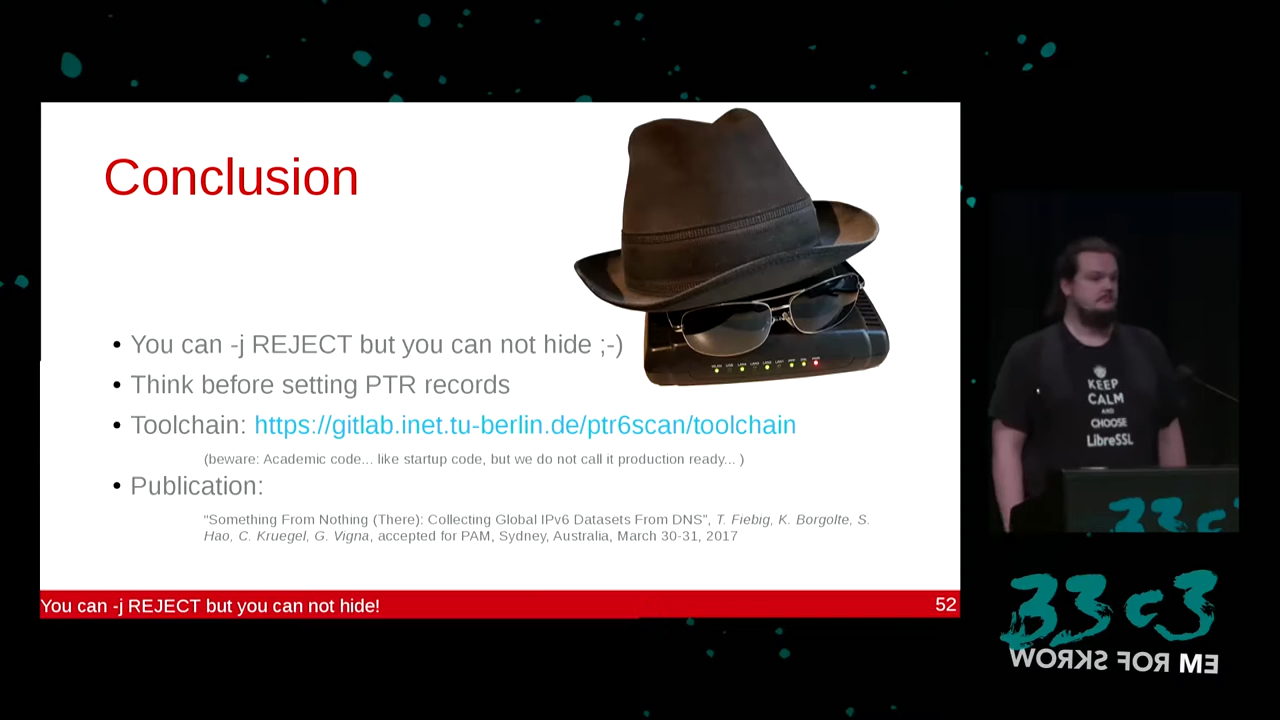 Conclusion
• You can -j REJECT but you can not hide ;-)
• Think before setting PTR records
• Toolchain: https://gitlab.inet.tu-berlin.de/ptr6scan/toolchain
(beware: Academic code... like startup code, but we do not call it production ready... )
• Publication:
"Something From Nothing (There): Collecting Global IPv6 Datasets From DNS", T. Fiebig, K. Borgolte, S.
Hao, C. Kruegel, G. Vigna, accepted for PAM, Sydney, Australia, March 30-31, 2017
You can -j REJECT but you can not hide!
52
KEEP
CALM
AND
CHOOSE
LibreSSL
33c3
33c3
WORKS FOR ME